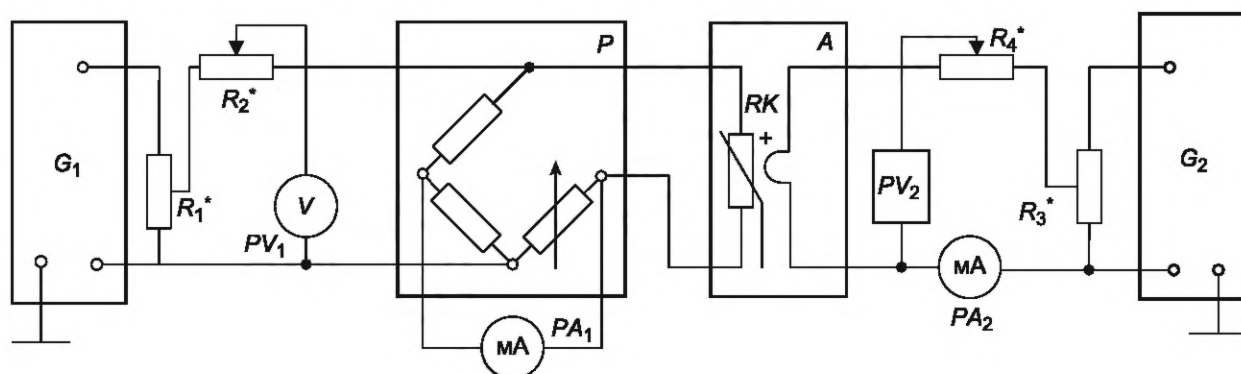 P
A
R₄*
R₂*
RK
+
G₁
V
PV₂
G₂
R₁*
R₃*
PV₁
мА
PA₁
PA₂
мА